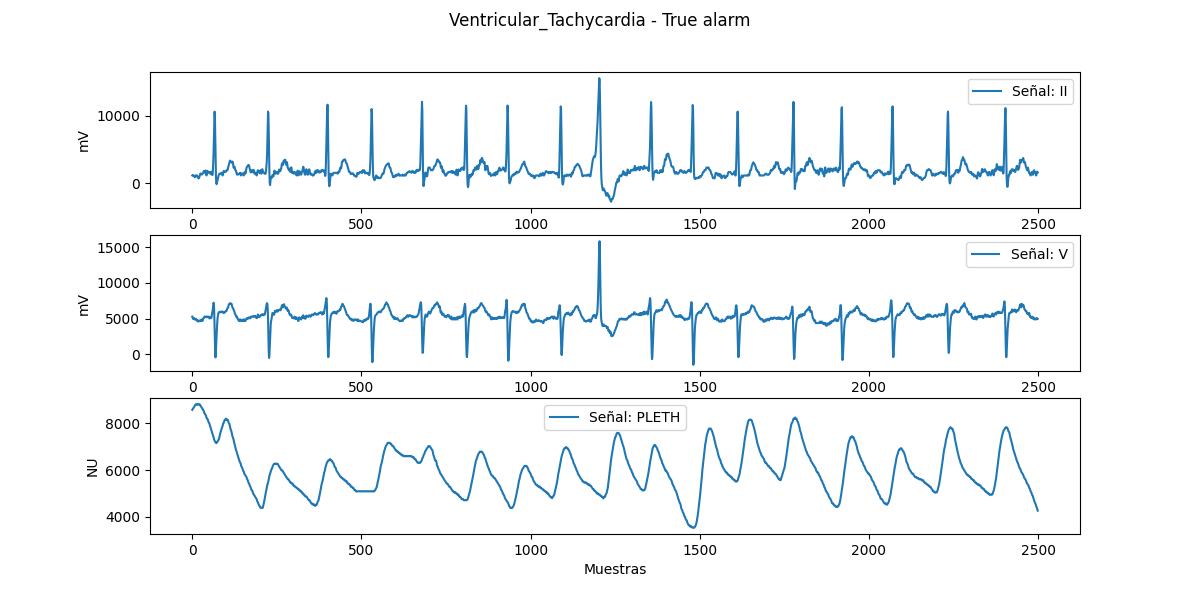 Ventricular_Tachycardia - True alarm
Señal: II
mV
10000
0
0 500 1000 1500 2000 2500
Señal: V
mV
15000
10000
5000
0
0 500 1000 1500 2000 2500
Señal: PLETH
NU
8000
6000
4000
0 500 1000 1500 2000 2500
Muestras